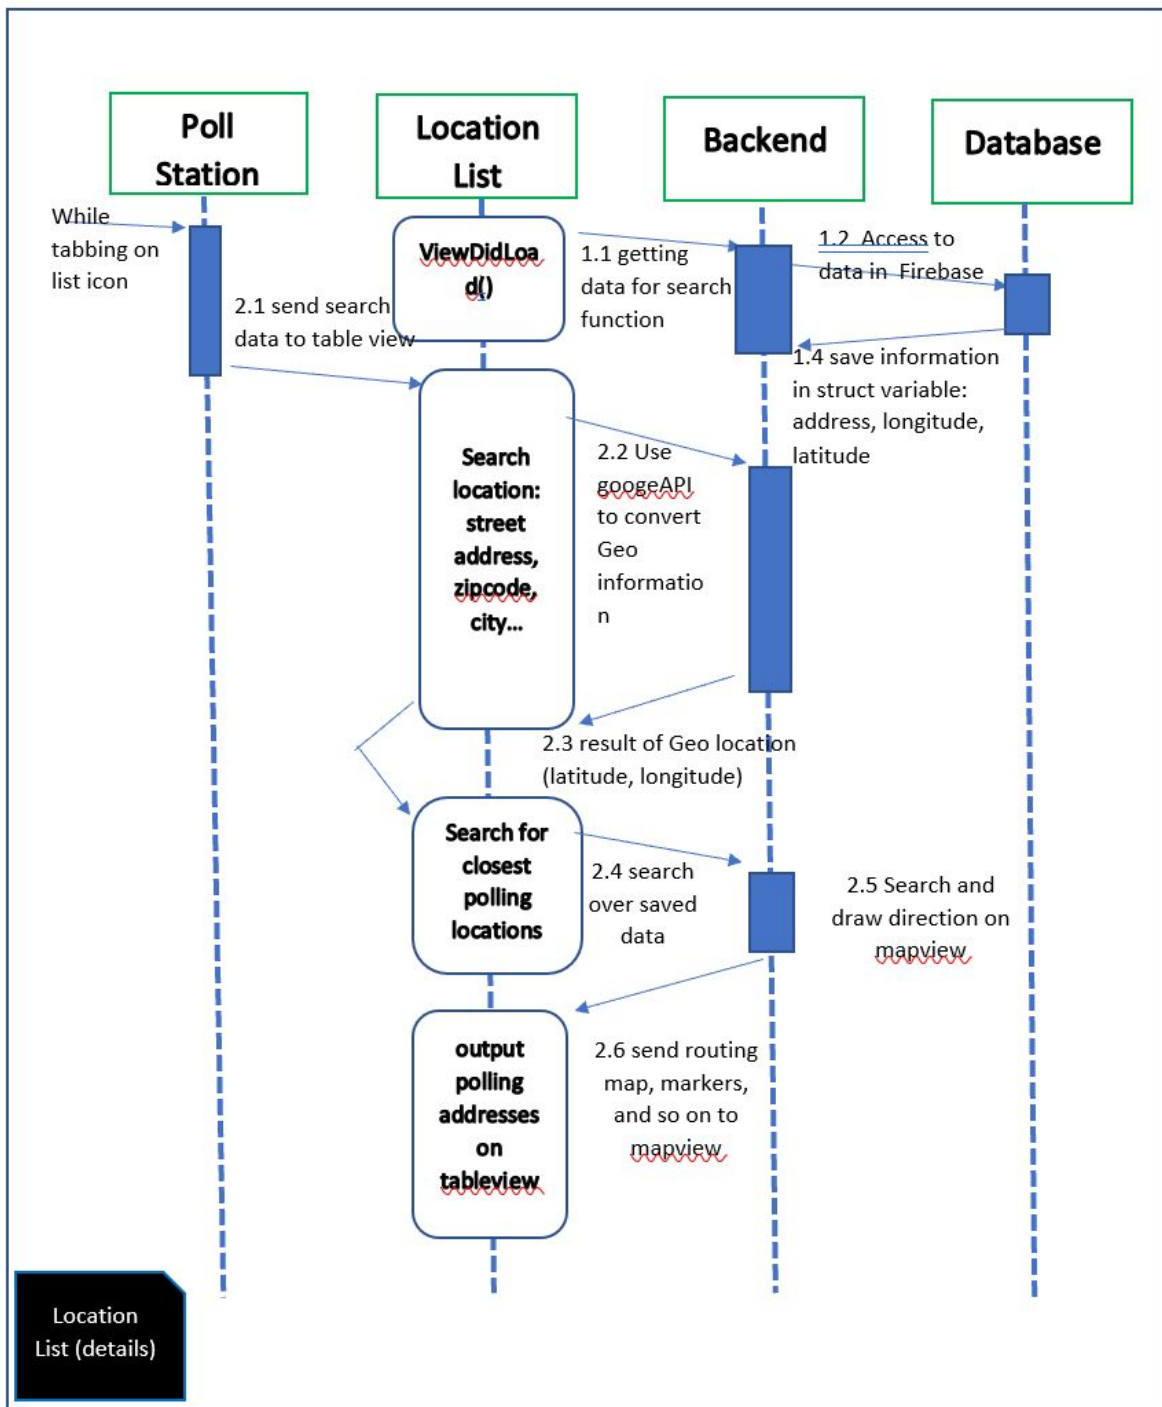 Poll
Station
Location
List
Backend
Database
While
tabbing on
list icon
ViewDidLoa
d()
1.1 getting
data for search
function
1.2  Access to
data in  Firebase
2.1 send search
data to table view
1.4 save information
in struct variable:
address, longitude,
latitude
Search
location:
street
address,
zipcode,
city...
2.2 Use
googeAPI
to convert
Geo
informatio
n
2.3 result of Geo location
(latitude, longitude)
Search for
closest
polling
locations
2.4 search
over saved
data
2.5 Search and
draw direction on
mapview
output
polling
addresses
on
tableview
2.6 send routing
map, markers,
and so on to
mapview
Location
List (details)